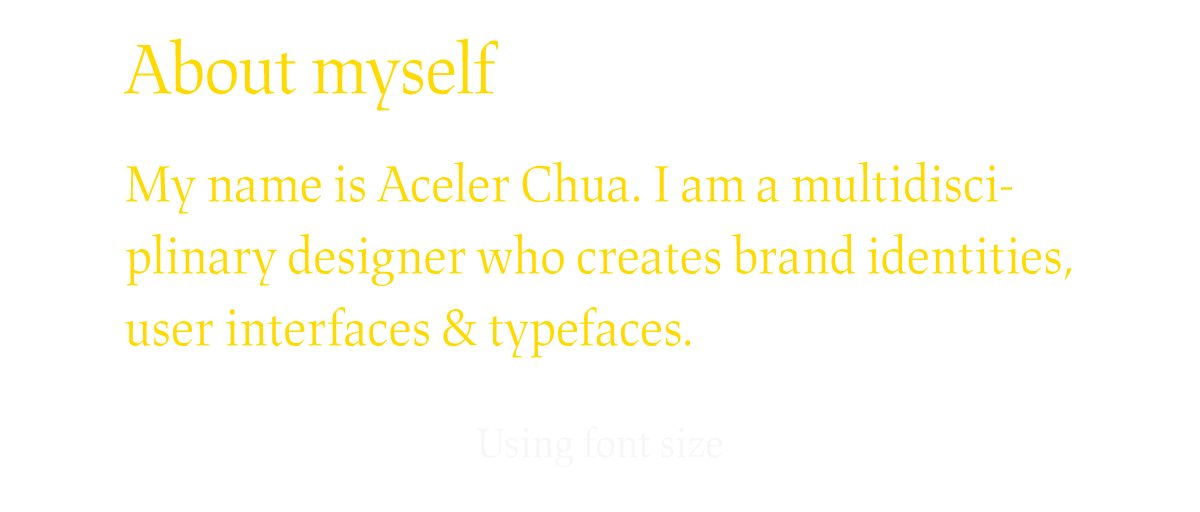 About myself
My name is Aceler Chua. I am a multidisci-
plinary designer who creates brand identities,
user interfaces & typefaces.
Using font size